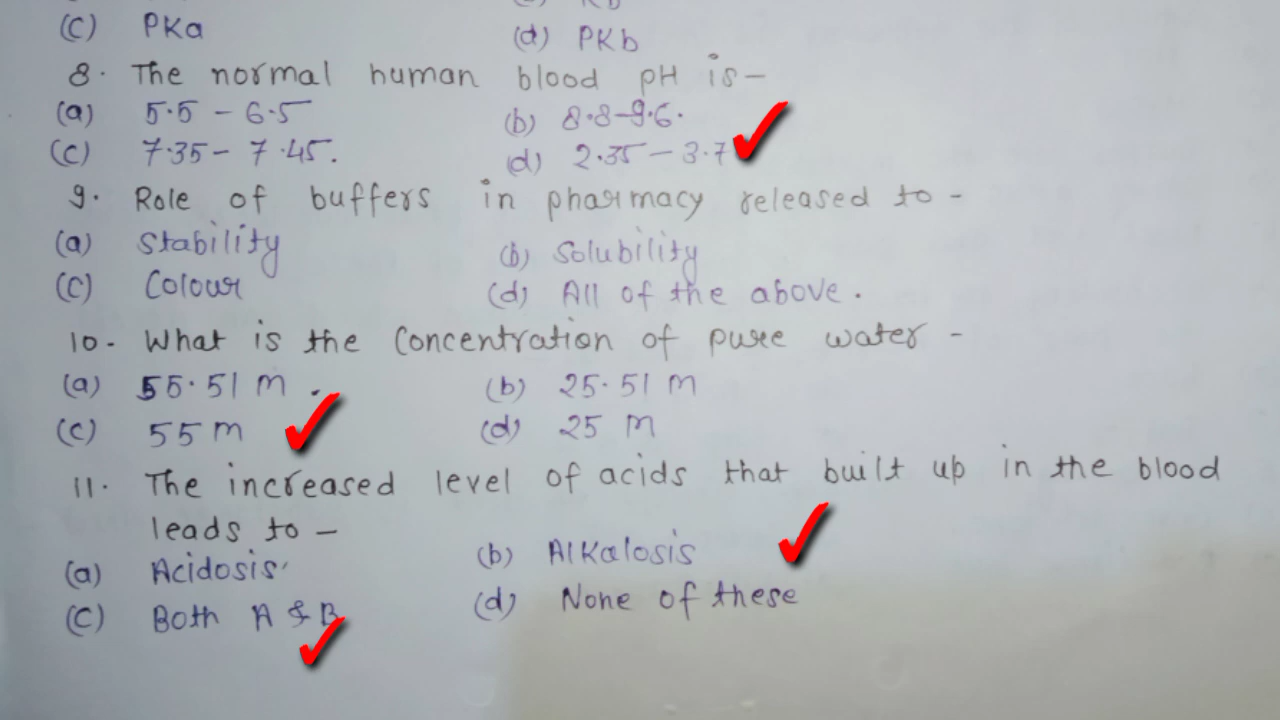 (C) PKa (d) PKb
8. The normal human blood pH is-
(a) 5.5 - 6.5 (b) 8.8-9.6.
(C) 7.35- 7.45. (d) 2.35 - 3.7
9. Role of buffers in pharmacy released to -
(a) Stability (b) Solubility
(C) Colour (d) All of the above.
10. What is the Concentration of pure water -
(a) 55.51 m. (b) 25.51 m
(C) 55 m (d) 25 m
11. The increased level of acids that built up in the blood
leads to -
(a) Acidosis (b) Alkalosis
(C) Both A & B (d) None of these